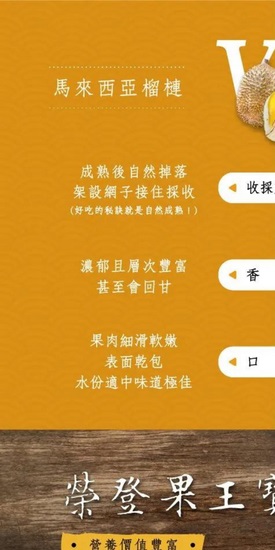 V
馬來西亞榴槤
成熟後自然掉落
架設網子接住採收
(好吃的秘訣就是自然成熟！)
收採
濃郁且層次豐富
甚至會回甘
香
果肉細滑軟嫩
表面乾包
水份適中味道極佳
口
榮登果王寶
• 營養價值豐富 •